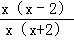 x (x－2)
x (x+2)